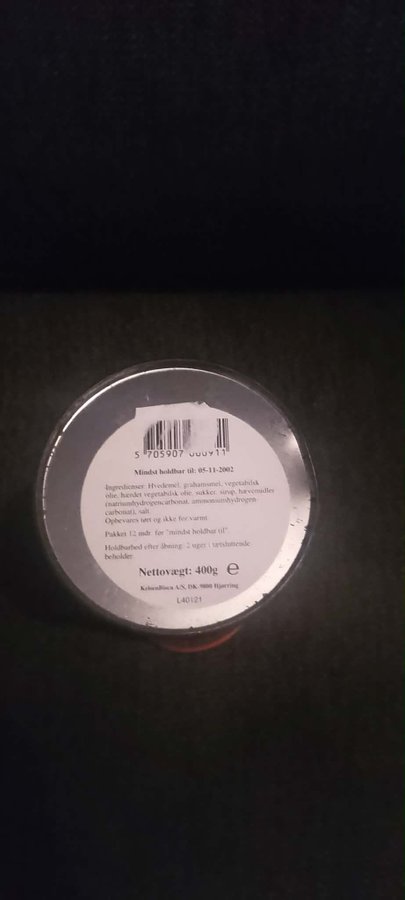 5 705907 000911
Mindst holdbar til: 05-11-2002
Ingredienser: Hvedemel, grahamsmel, vegetabilsk
olie, hærdet vegetabilsk olie, sukker, sirup, hævemidler
(natriumhydrogencarbonat, ammoniumhydrogen-
carbonat), salt.
Opbevares tørt og ikke for varmt.
Pakket 12 mdr. før "mindst holdbar til"
Holdbarhed efter åbning: 2 uger i tætsluttende
beholder
Nettovægt: 400g e
A/S, DK 9800 Hjørring
L40121